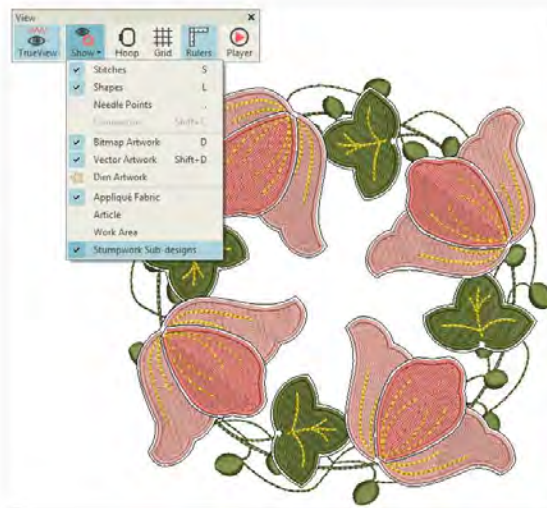 View x
TrueView Show Hoop Grid Rulers Player
Stitches S
Shapes L
Needle Points .
Connectors Shift+C
Bitmap Artwork D
Vector Artwork Shift+D
Dim Artwork
Appliqué Fabric
Article
Work Area
Stumpwork Sub-designs